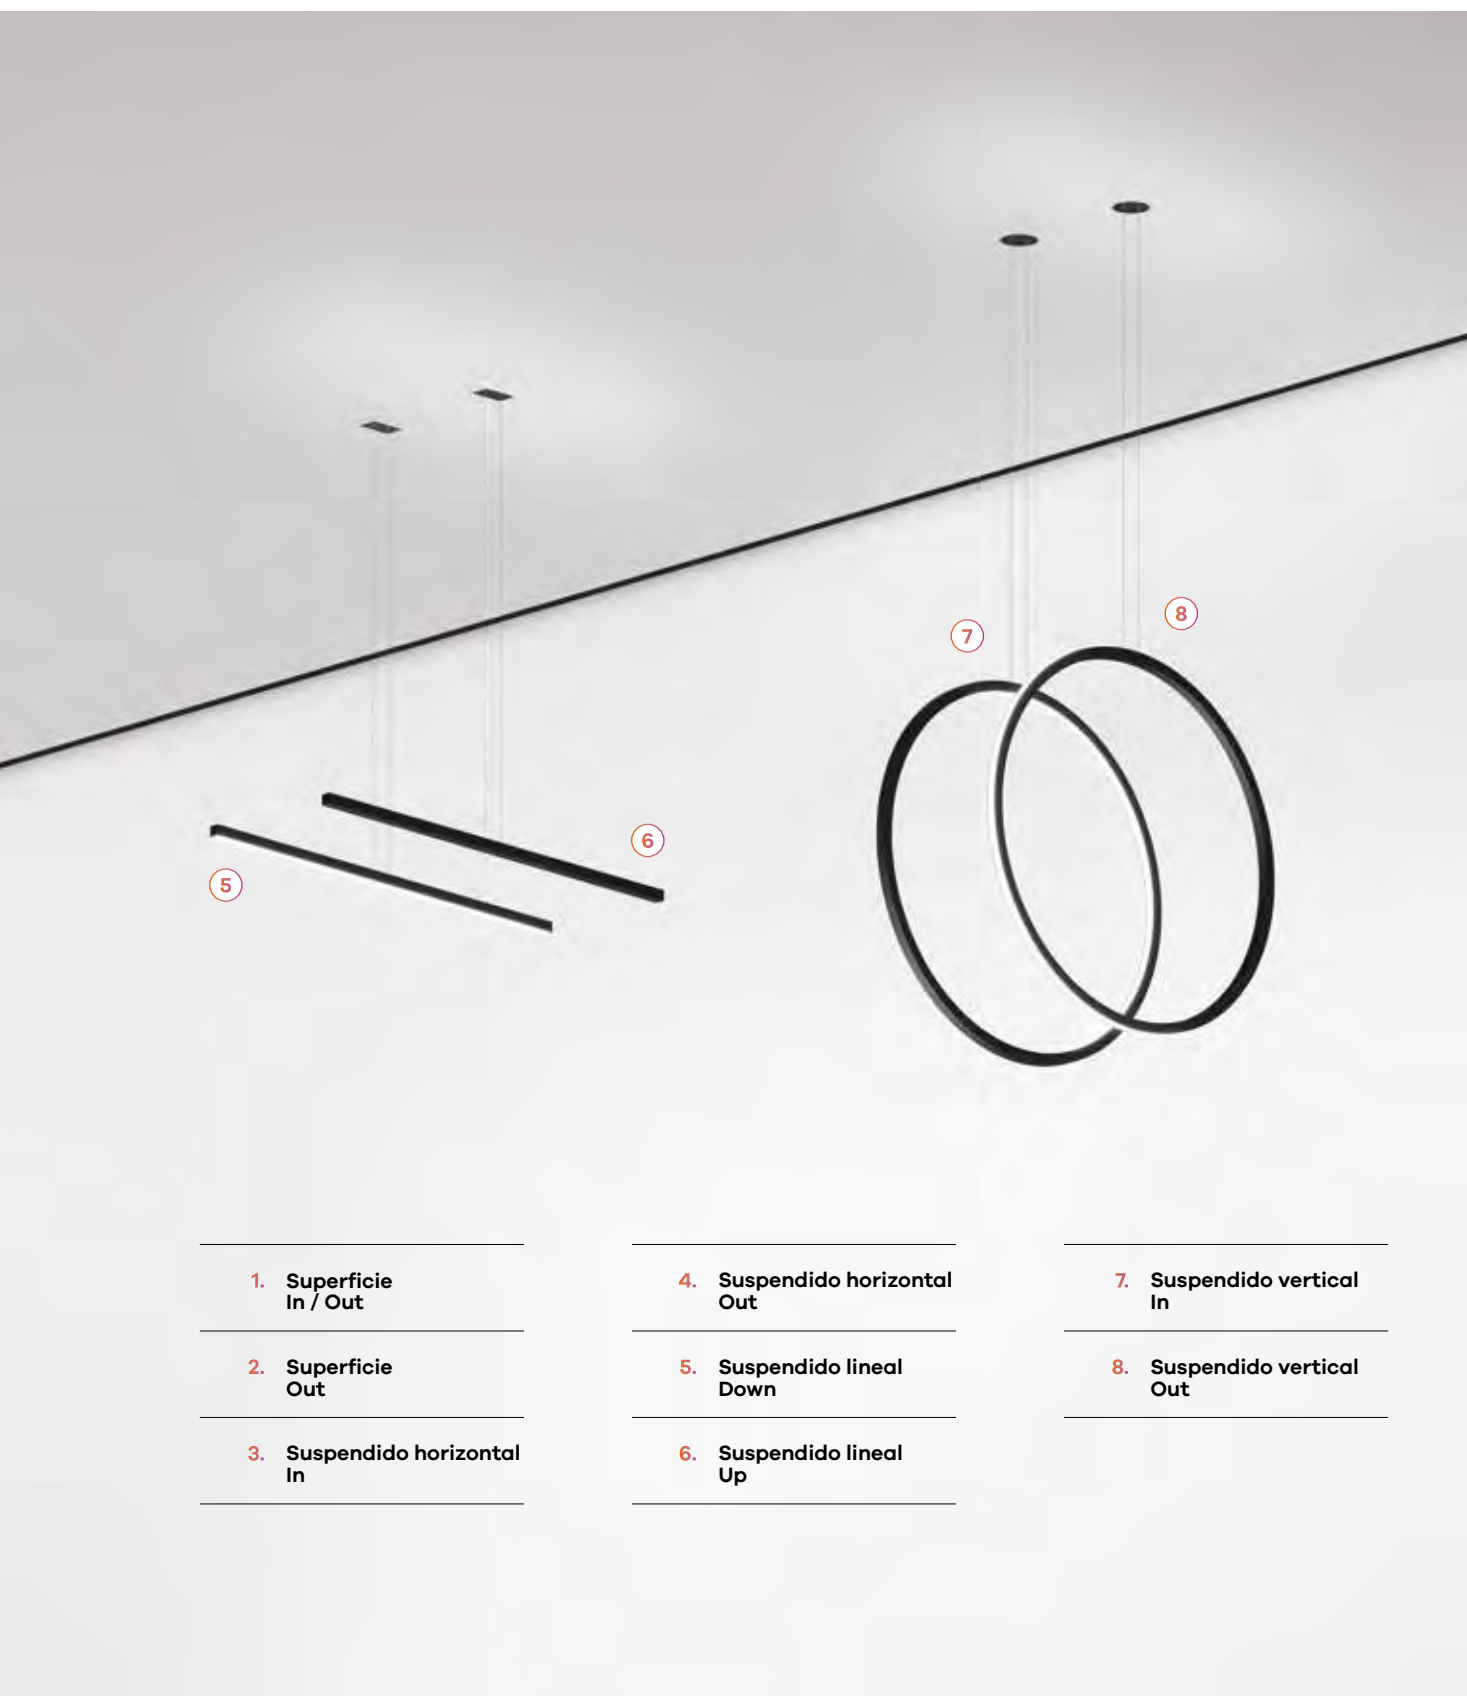 8
7
6
5
1. Superficie
In / Out
2. Superficie
Out
3. Suspendido horizontal
In
4. Suspendido horizontal
Out
5. Suspendido lineal
Down
6. Suspendido lineal
Up
7. Suspendido vertical
In
8. Suspendido vertical
Out